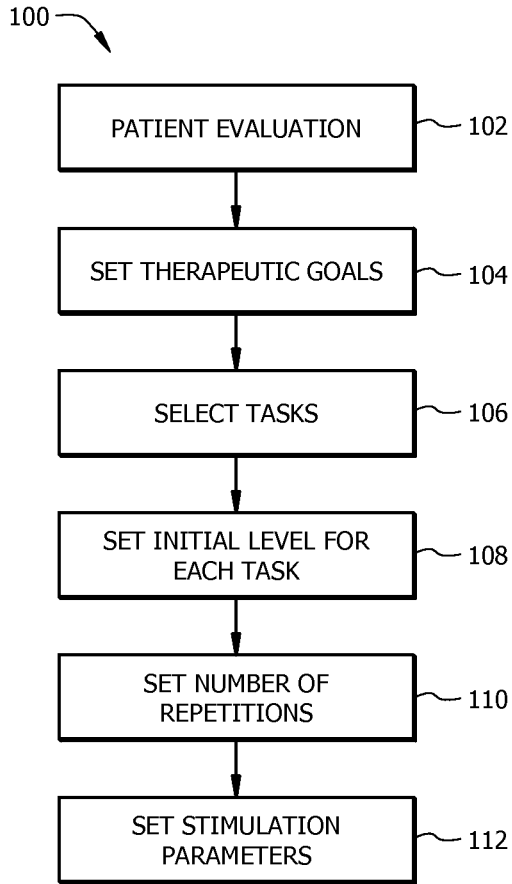 100
PATIENT EVALUATION
102
SET THERAPEUTIC GOALS
104
SELECT TASKS
106
SET INITIAL LEVEL FOR
EACH TASK
108
SET NUMBER OF
REPETITIONS
110
SET STIMULATION
PARAMETERS
112